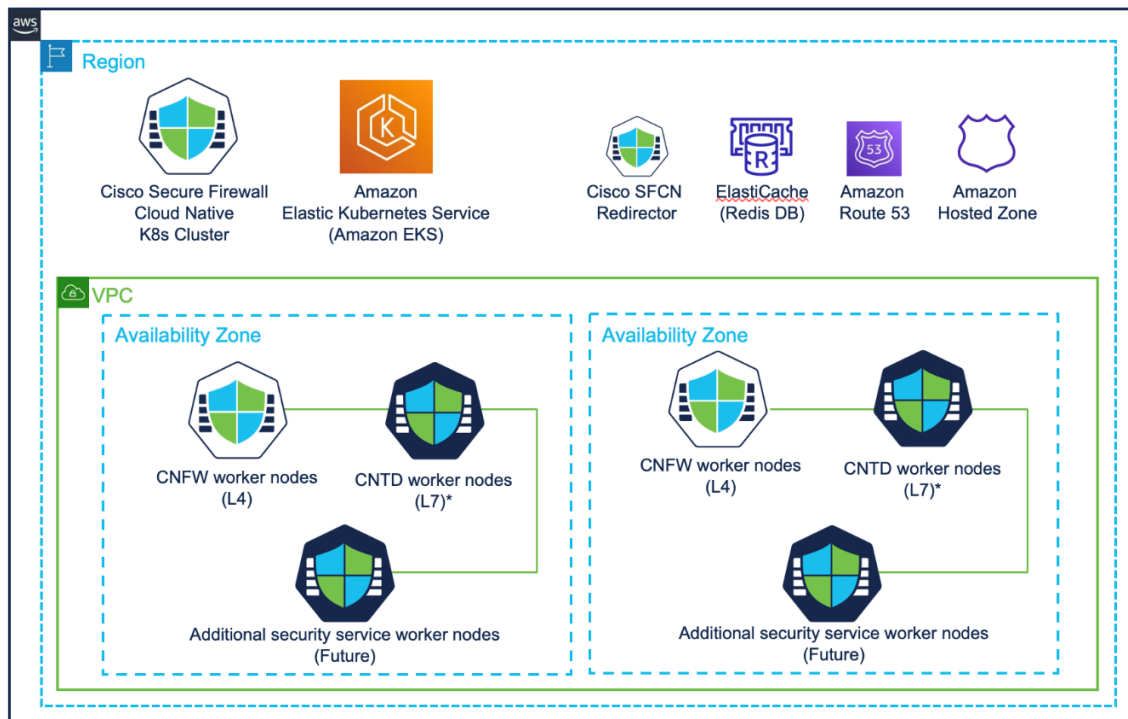 aws
Region
K
R
53
Cisco Secure Firewall
Cloud Native
K8s Cluster
Amazon
Elastic Kubernetes Service
(Amazon EKS)
Cisco SFCN
Redirector
ElastiCache
(Redis DB)
Amazon
Route 53
Amazon
Hosted Zone
VPC
Availability Zone
CNFW worker nodes
(L4)
CNTD worker nodes
(L7)*
Additional security service worker nodes
(Future)
Availability Zone
CNFW worker nodes
(L4)
CNTD worker nodes
(L7)*
Additional security service worker nodes
(Future)